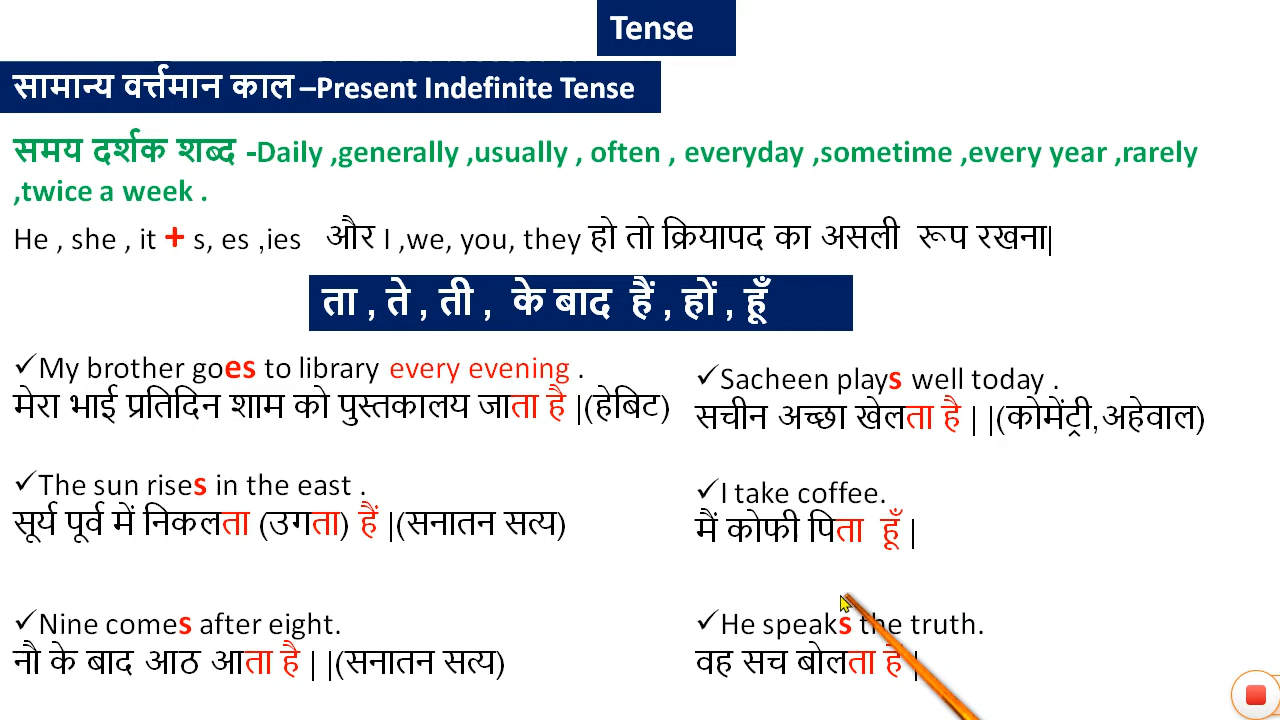 Tense
सामान्य वर्त्तमान काल –Present Indefinite Tense
समय दर्शक शब्द -Daily ,generally ,usually , often , everyday ,sometime ,every year ,rarely
,twice a week .
He , she , it + s, es ,ies और I ,we, you, they हो तो क्रियापद का असली रूप रखना|
ता , ते , ती , के बाद हैं , हों , हूँ
✓My brother goes to library every evening .
मेरा भाई प्रतिदिन शाम को पुस्तकालय जाता है |(हेबिट)
✓The sun rises in the east .
सूर्य पूर्व में निकलता (उगता) हैं |(सनातन सत्य)
✓Nine comes after eight.
नौ के बाद आठ आता है | |(सनातन सत्य)
✓Sacheen plays well today .
सचीन अच्छा खेलता है | |(कोमेंट्री,अहेवाल)
✓I take coffee.
मैं कोफी पिता हूँ |
✓He speaks the truth.
वह सच बोलता है |